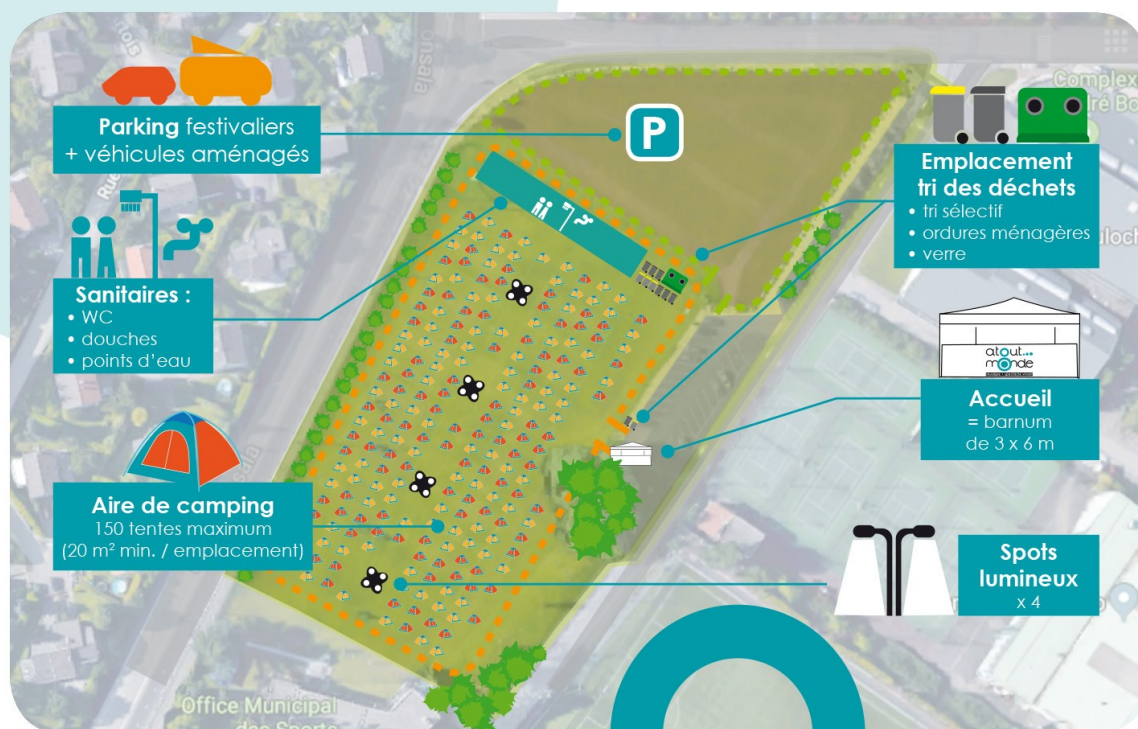 Parking festivaliers
+ véhicules aménagés
P
Sanitaires :
• WC
• douches
• points d'eau
Aire de camping
150 tentes maximum
(20 m² min. / emplacement)
Emplacement
tri des déchets
• tri sélectif
• ordures ménagères
• verre
atout...
monde
Accueil
= barnum
de 3 x 6 m
Spots
lumineux
x 4
Office Municipal
des Sports